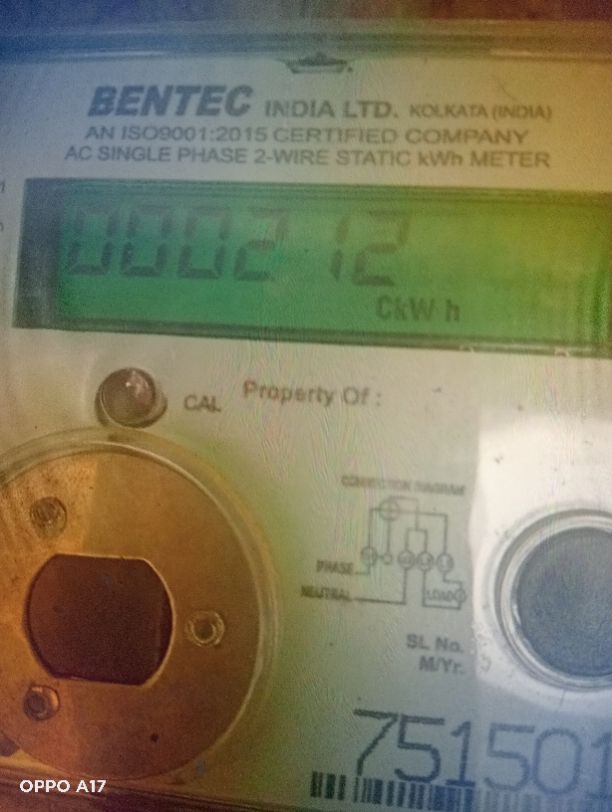 BENTEC INDIA LTD. KOLKATA (INDIA)
AN ISO9001:2015 CERTIFIED COMPANY
AC SINGLE PHASE 2-WIRE STATIC kWh METER
000212
CkWh
CAL
Property Of :
CONNECTION DIAGRAM
PHASE
NEUTRAL
LOAD
SL No.
M/Yr.
751501
OPPO A17